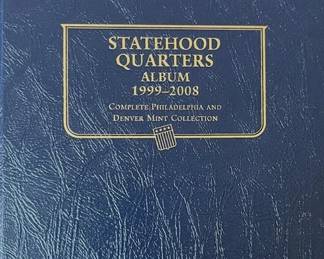 STATEHOOD
QUARTERS
ALBUM
1999–2008
COMPLETE PHILADELPHIA AND
DENVER MINT COLLECTION